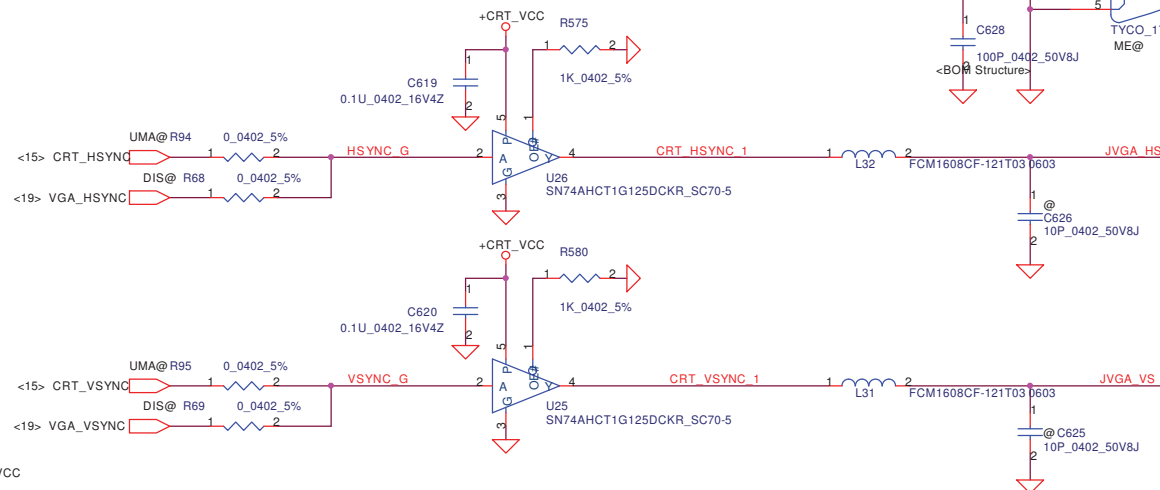 +CRT_VCC
R575
1
2
1K_0402_5%
1
C619
0.1U_0402_16V4Z
2
5
1
1
C628
100P_0402_50V8J
<BOM Structure>
5
ME@
UMA@ R94 0_0402_5%
<15> CRT_HSYNC 1 2 HSYNC_G 2 A P OE# Y G 4 CRT_HSYNC_1 1 2 JVGA_HS
L32 FCM1608CF-121T03 0603
DIS@ R68 0_0402_5%
<19> VGA_HSYNC 1 2
3
U26
SN74AHCT1G125DCKR_SC70-5
1
@
C626
10P_0402_50V8J
2
+CRT_VCC
R580
1
2
1K_0402_5%
1
C620
0.1U_0402_16V4Z
2
5
1
UMA@ R95 0_0402_5%
<15> CRT_VSYNC 1 2 VSYNC_G 2 A P OE# Y G 4 CRT_VSYNC_1 1 2 JVGA_VS
L31 FCM1608CF-121T03 0603
DIS@ R69 0_0402_5%
<19> VGA_VSYNC 1 2
3
U25
SN74AHCT1G125DCKR_SC70-5
1
@ C625
10P_0402_50V8J
2
VCC